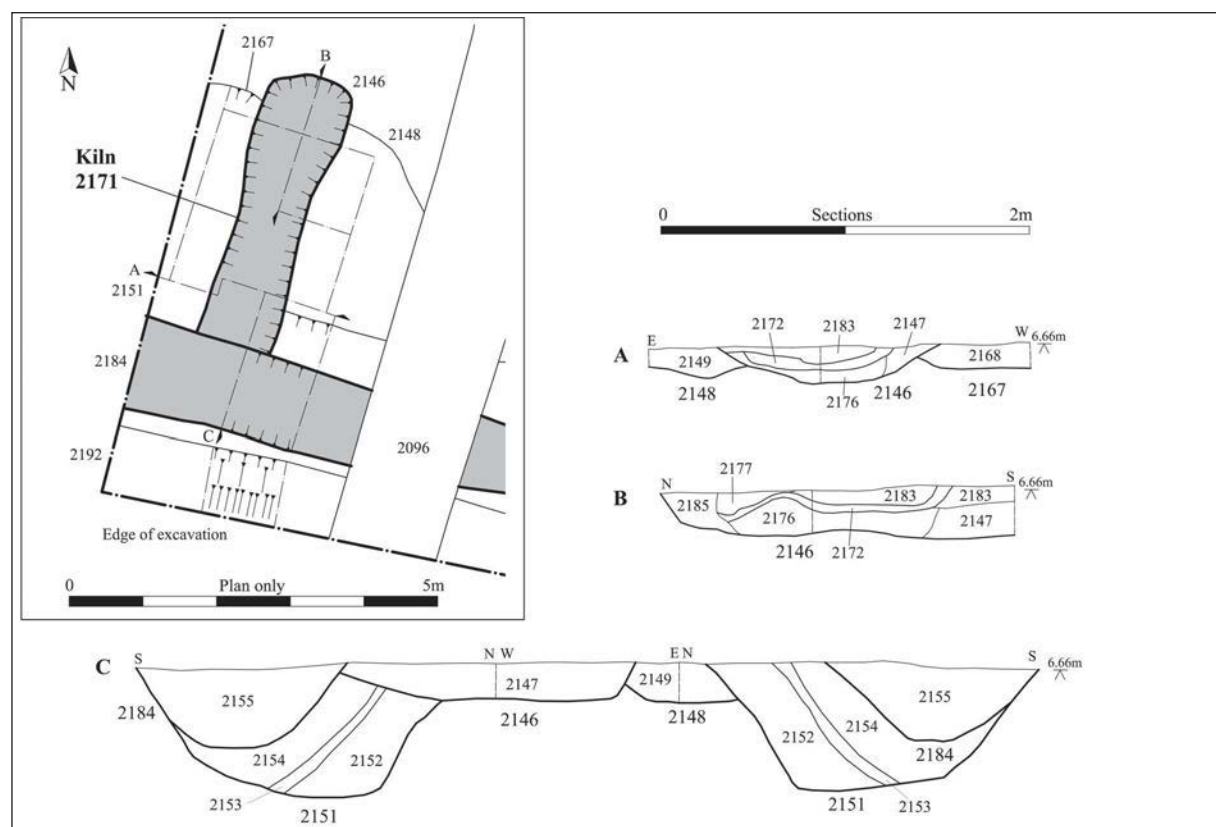 2167
B
2146
N
2148
Kiln
2171
A
2151
2184
C
2096
2192
Edge of excavation
0 Plan only 5m
0 Sections 2m
2172 2183 2147
E W 6.66m
A 2149 2168
2148 2176 2146 2167
2177
N S 6.66m
B 2185 2183 2183
2176 2147
2146 2172
C S N W E N S 6.66m
2155 2147 2149 2155
2184 2146 2148 2154
2154 2152 2152 2184
2153 2151 2151 2153